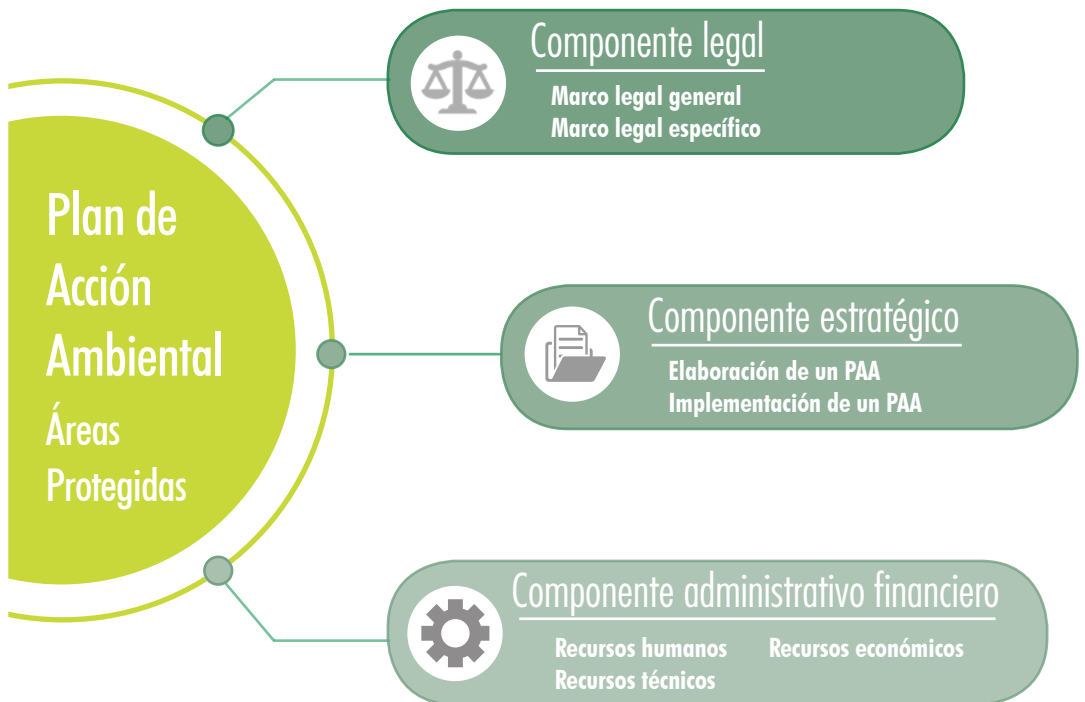 Plan de
Acción
Ambiental
Áreas
Protegidas
Componente legal
Marco legal general
Marco legal específico
Componente estratégico
Elaboración de un PAA
Implementación de un PAA
Componente administrativo financiero
Recursos humanos Recursos económicos
Recursos técnicos